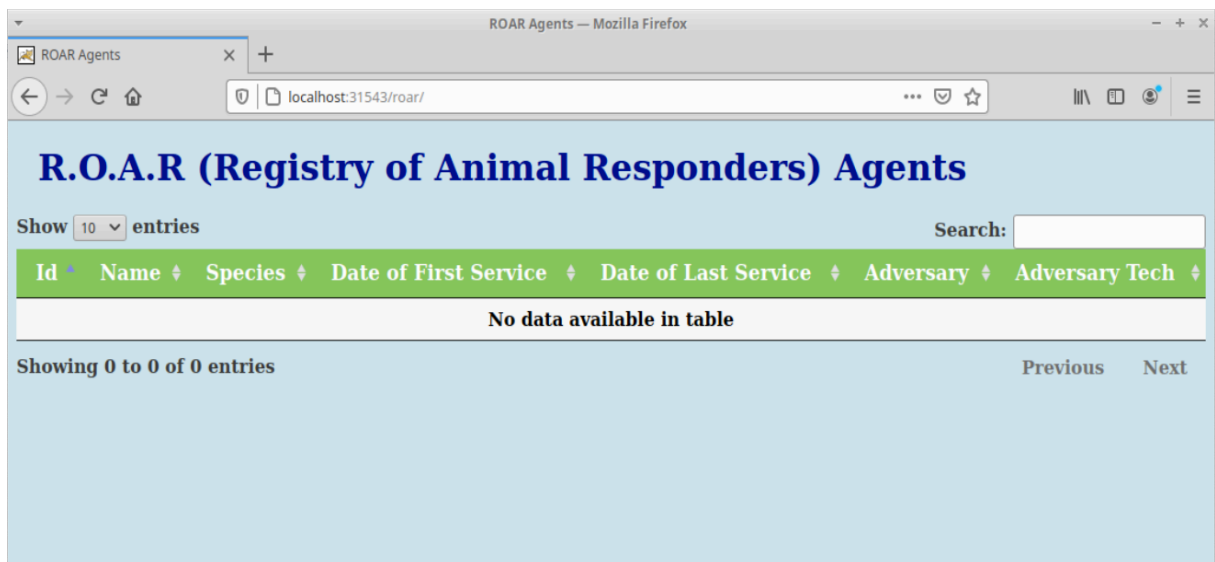 ROAR Agents — Mozilla Firefox
ROAR Agents
localhost:31543/roar/
R.O.A.R (Registry of Animal Responders) Agents
Show 10 entries Search:
Id Name Species Date of First Service Date of Last Service Adversary Adversary Tech
No data available in table
Showing 0 to 0 of 0 entries Previous Next